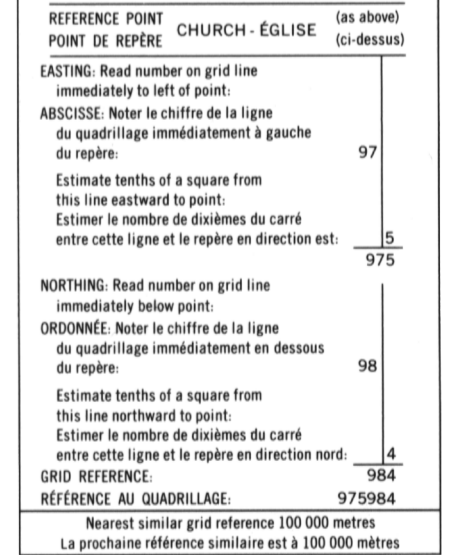 REFERENCE POINT CHURCH - ÉGLISE (as above)
POINT DE REPÈRE (ci-dessus)
EASTING: Read number on grid line
immediately to left of point:
ABSCISSE: Noter le chiffre de la ligne
du quadrillage immédiatement à gauche
du repère: 97
Estimate tenths of a square from
this line eastward to point:
Estimer le nombre de dixièmes du carré
entre cette ligne et le repère en direction est: 5
975
NORTHING: Read number on grid line
immediately below point:
ORDONNÉE: Noter le chiffre de la ligne
du quadrillage immédiatement en dessous
du repère: 98
Estimate tenths of a square from
this line northward to point:
Estimer le nombre de dixièmes du carré
entre cette ligne et le repère en direction nord: 4
GRID REFERENCE: 984
RÉFÉRENCE AU QUADRILLAGE: 975984
Nearest similar grid reference 100 000 metres
La prochaine référence similaire est à 100 000 mètres